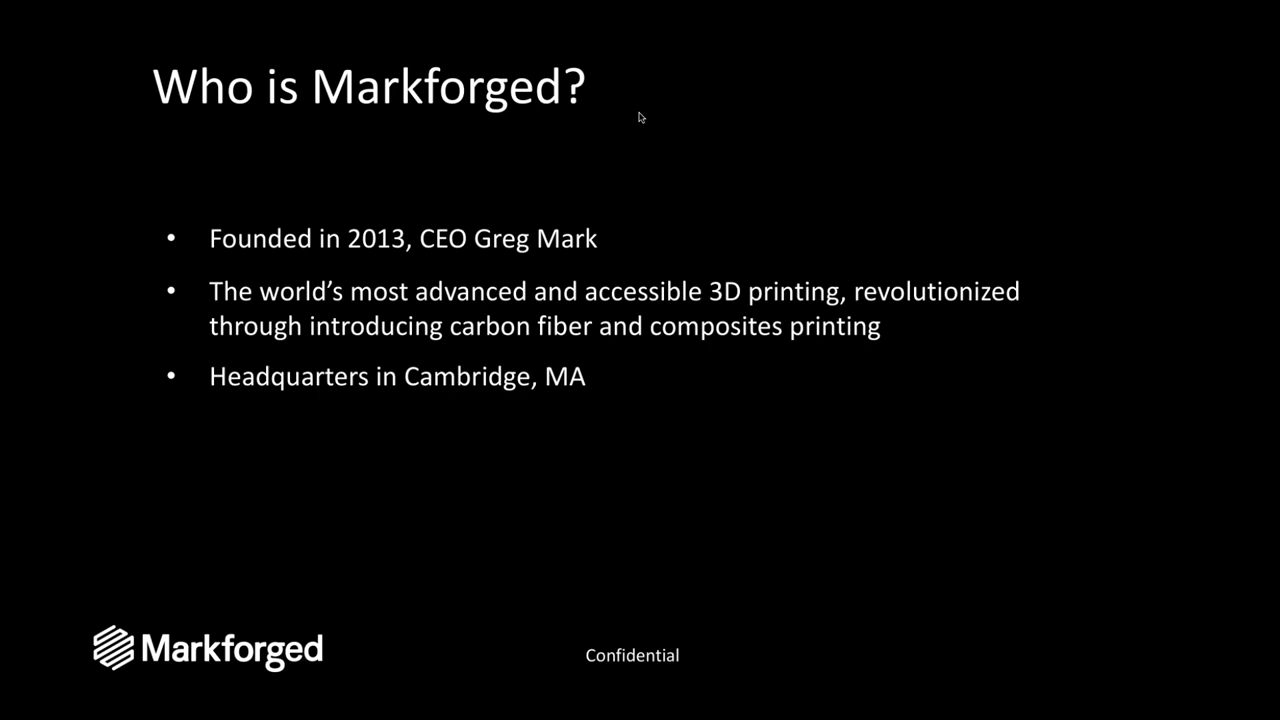 Who is Markforged?
• Founded in 2013, CEO Greg Mark
• The world’s most advanced and accessible 3D printing, revolutionized
through introducing carbon fiber and composites printing
• Headquarters in Cambridge, MA
Markforged
Confidential